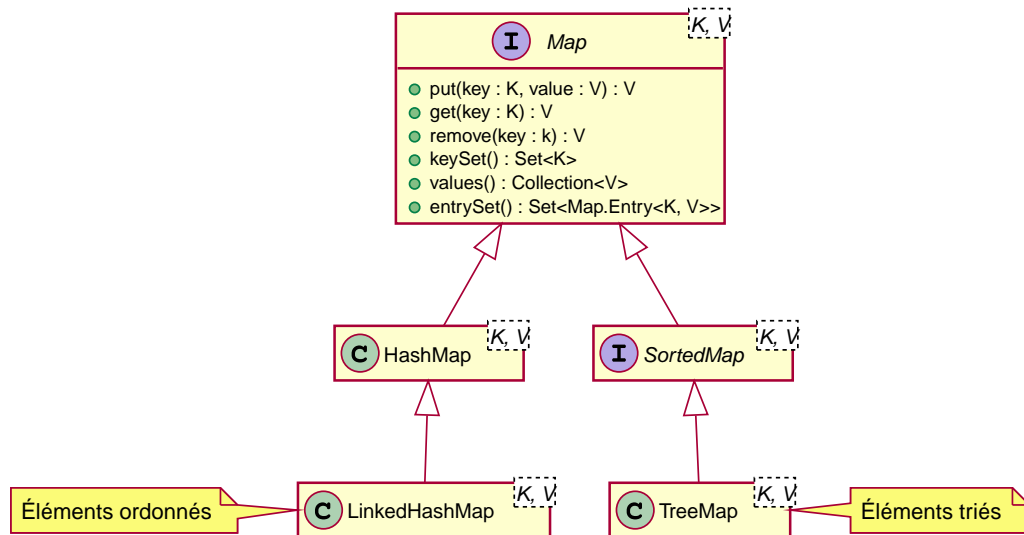 K, V
I Map
put(key : K, value : V) : V
get(key : K) : V
remove(key : k) : V
keySet() : Set<K>
values() : Collection<V>
entrySet() : Set<Map.Entry<K, V>>
K, V
C HashMap
K, V
I SortedMap
Éléments ordonnés
K, V
C LinkedHashMap
K, V
C TreeMap
Éléments triés